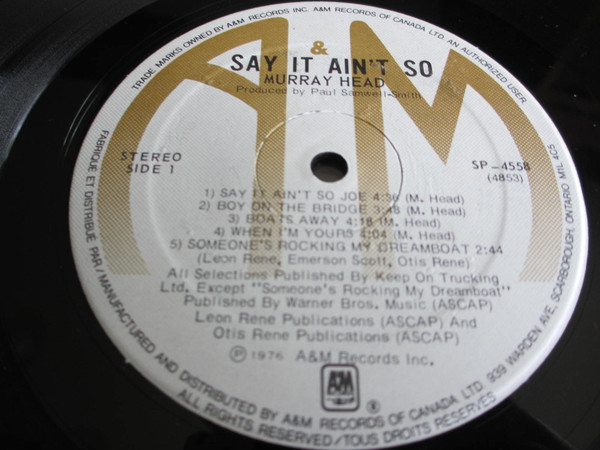 TRADE MARKS OWNED BY A&M RECORDS INC. A&M RECORDS OF CANADA LTD. AN AUTHORIZED USER
&
AM
SAY IT AIN'T SO
MURRAY HEAD
Produced by Paul Samwell-Smith
STEREO
SIDE 1
SP-4558
(4853)
1) SAY IT AIN'T SO JOE 4:36 (M. Head)
2) BOY ON THE BRIDGE 3:48 (M. Head)
3) BOATS AWAY 4:18 (M. Head)
4) WHEN I'M YOURS 4:04 (M. Head)
5) SOMEONE'S ROCKING MY DREAMBOAT 2:44
(Leon Rene, Emerson Scott, Otis Rene)
All Selections Published By Keep On Trucking
Ltd. Except "Someone's Rocking My Dreamboat"
Published By Warner Bros. Music (ASCAP)
Leon Rene Publications (ASCAP) And
Otis Rene Publications (ASCAP)
℗ 1976 A&M Records Inc.
A&M
®
FABRIQUÉ ET DISTRIBUÉ PAR / MANUFACTURED AND DISTRIBUTED BY A&M RECORDS OF CANADA LTD. 939 WARDEN AVE, SCARBOROUGH, ONTARIO M1L 4C5
ALL RIGHTS RESERVED/TOUS DROITS RESERVES